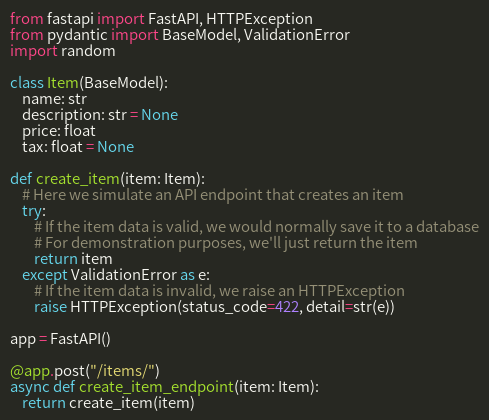 from fastapi import FastAPI, HTTPException
from pydantic import BaseModel, ValidationError
import random

class Item(BaseModel):
    name: str
    description: str = None
    price: float
    tax: float = None

def create_item(item: Item):
    # Here we simulate an API endpoint that creates an item
    try:
        # If the item data is valid, we would normally save it to a database
        # For demonstration purposes, we'll just return the item
        return item
    except ValidationError as e:
        # If the item data is invalid, we raise an HTTPException
        raise HTTPException(status_code=422, detail=str(e))

app = FastAPI()

@app.post("/items/")
async def create_item_endpoint(item: Item):
    return create_item(item)